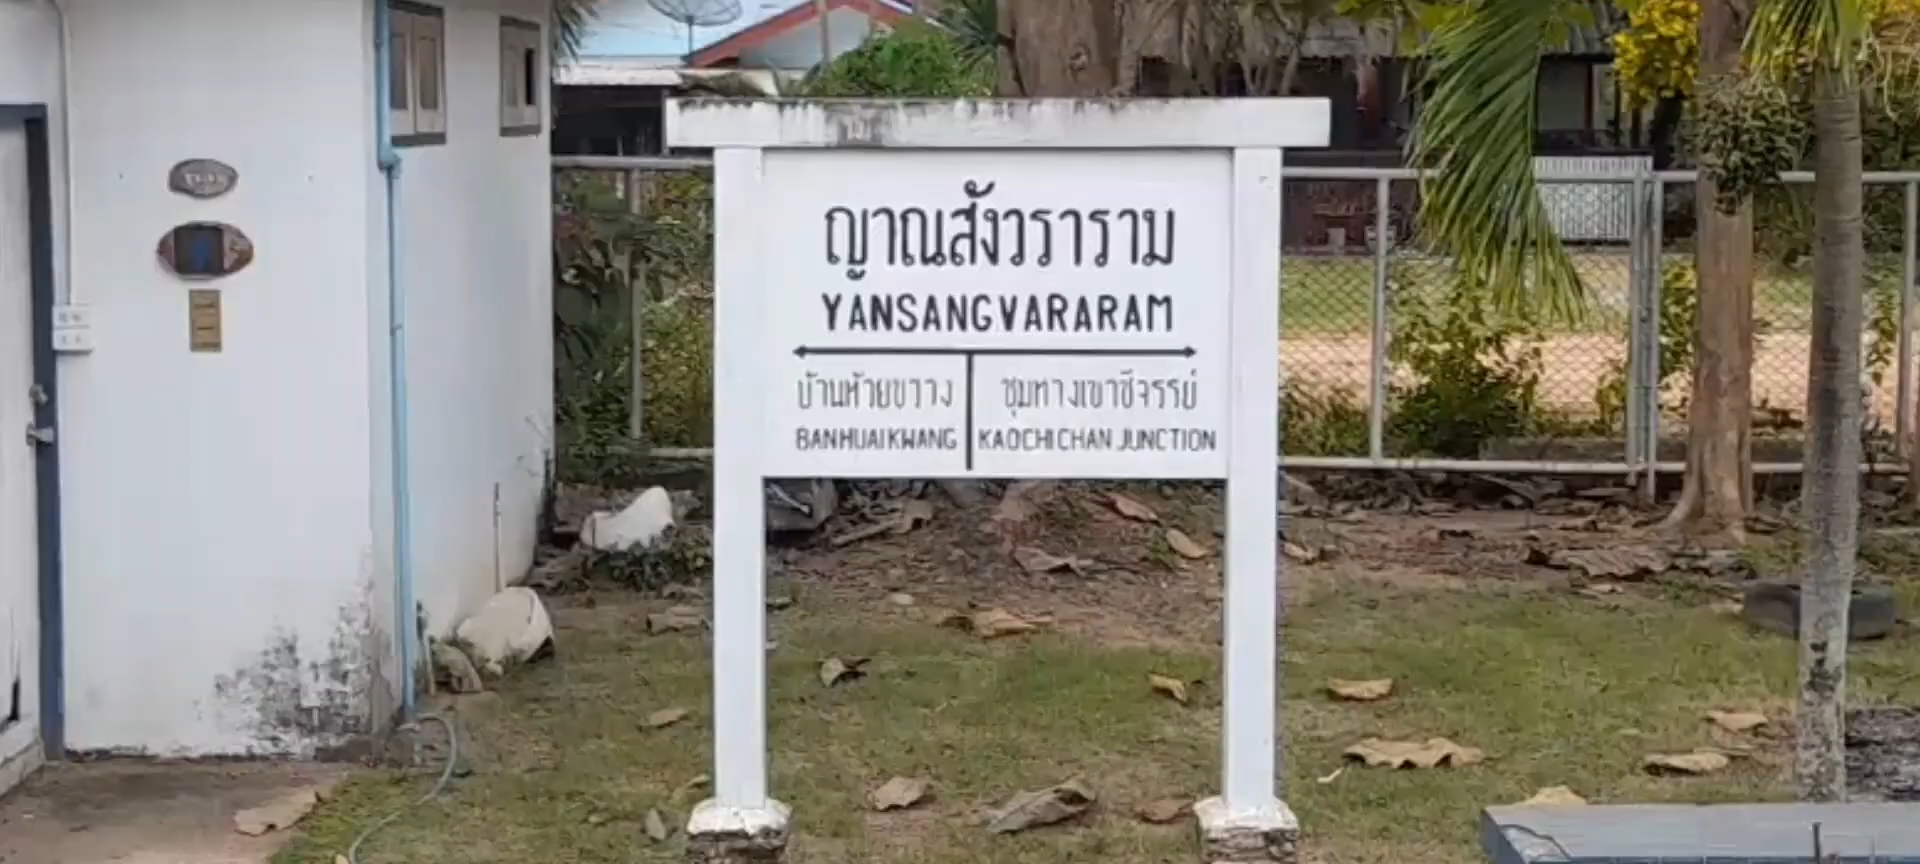 ญาณสังวราราม
YANSANGVARARAM
บ้านห้วยขวาง
BANHUAIKWANG
ชุมทางเขาชีจรรย์
KAOCHICHAN JUNCTION